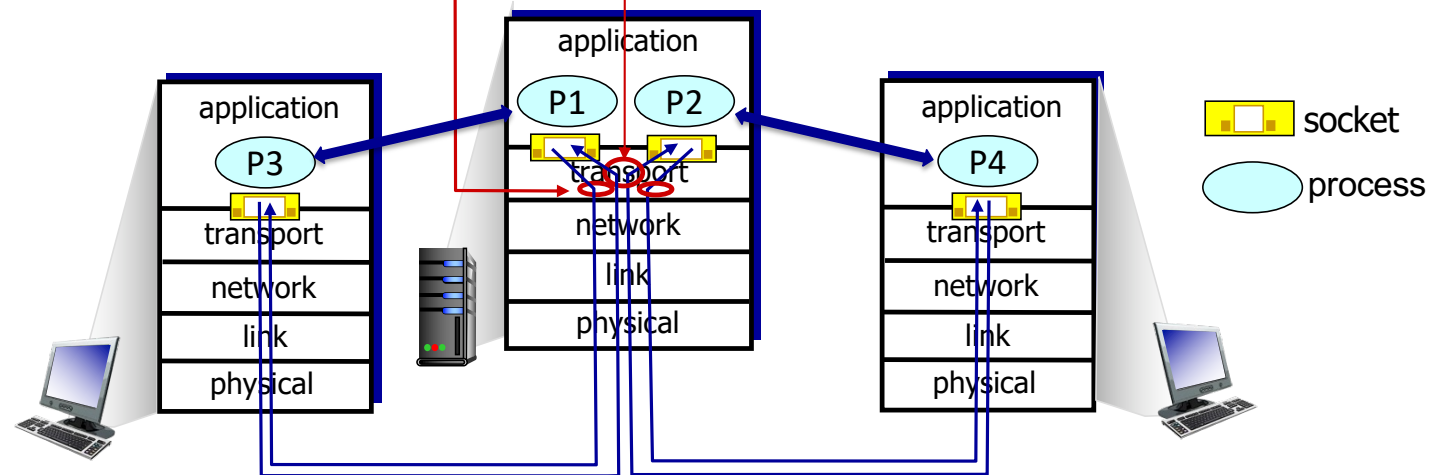 application
P3
transport
network
link
physical
application
P1
P2
transport
network
link
physical
application
P4
transport
network
link
physical
socket
process